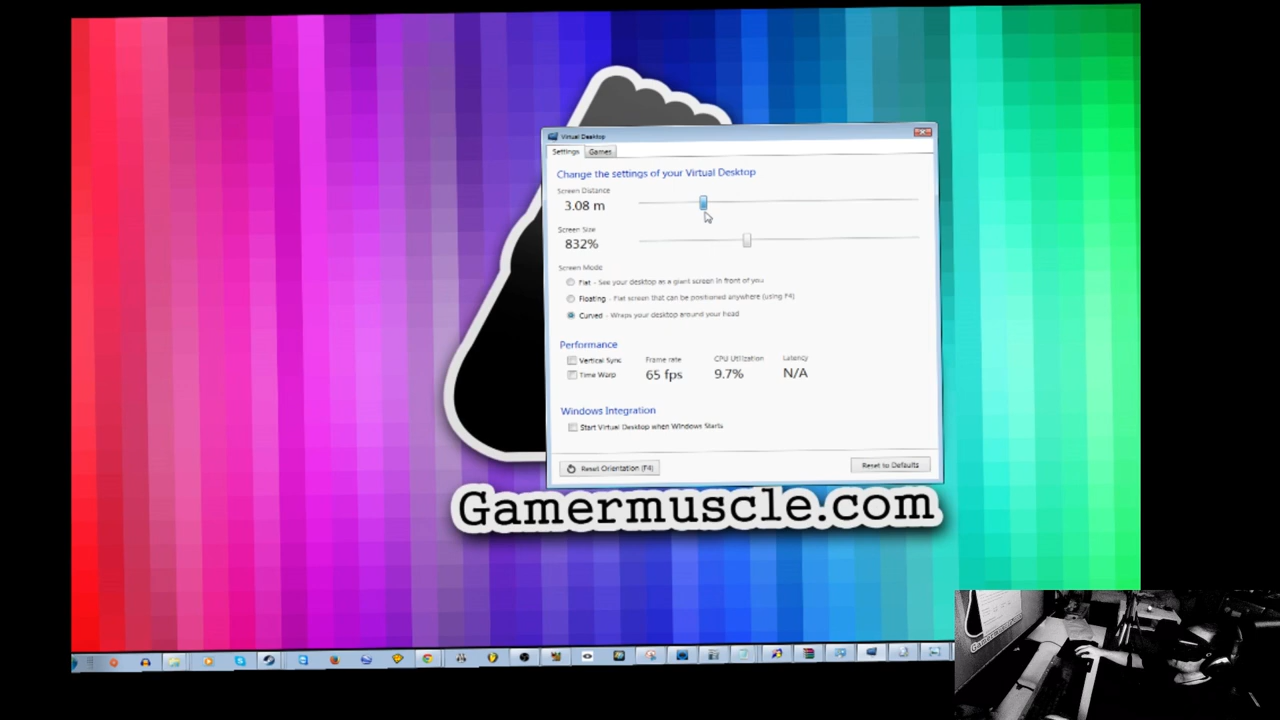 Virtual Desktop
Settings
Games
Change the settings of your Virtual Desktop
Screen Distance
3.08 m
Screen Size
832%
Screen Mode
Flat - See your desktop as a giant screen in front of you
Floating - Flat screen that can be positioned anywhere (using F4)
Curved - Wraps your desktop around your head
Performance
Vertical Sync
Frame rate
CPU Utilization
Latency
Time Warp
65 fps
9.7%
N/A
Windows Integration
Start Virtual Desktop when Windows Starts
Reset Orientation (F4)
Reset to Defaults
Gamermuscle.com